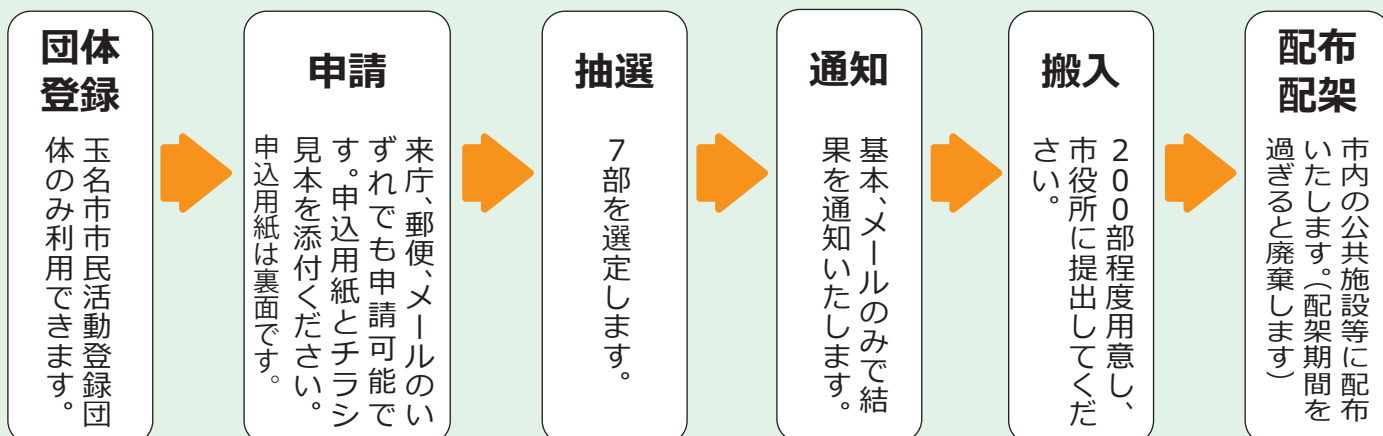 団体
登録
玉名市市民活動登録団
体のみ利用できます。
申請
来庁、郵便、メールのい
ずれでも申請可能で
す。申込用紙とチラシ
見本を添付ください。
申込用紙は裏面です。
抽選
7部を選定します。
通知
基本、メールのみで結
果を通知いたします。
搬入
200部程度用意し、
市役所に提出してくだ
さい。
配布
配架
市内の公共施設等に配布
いたします。（配架期間を
過ぎると廃棄します）